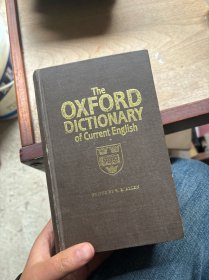 The
OXFORD
DICTIONARY
of Current English